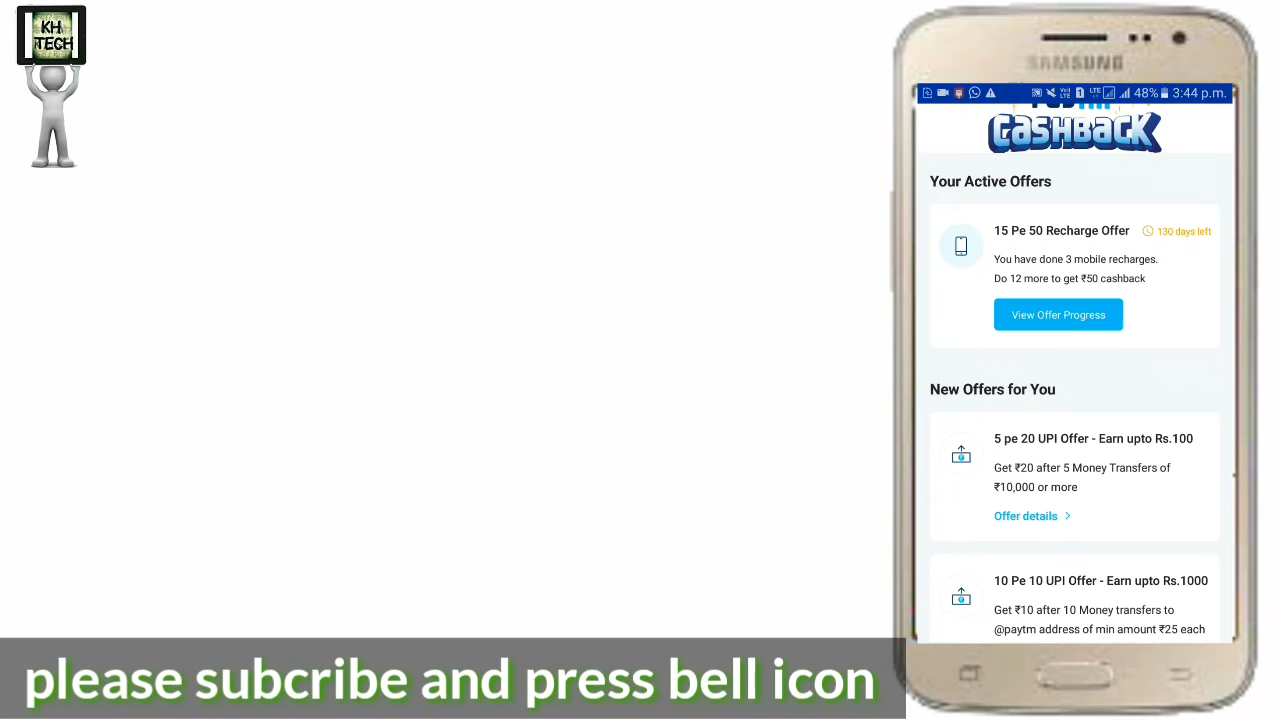 KH
TECH
SAMSUNG
48% 3:44 p.m.
CASHBACK
Your Active Offers
15 Pe 50 Recharge Offer
130 days left
You have done 3 mobile recharges.
Do 12 more to get ₹50 cashback
View Offer Progress
New Offers for You
5 pe 20 UPI Offer - Earn upto Rs.100
Get ₹20 after 5 Money Transfers of
₹10,000 or more
Offer details
10 Pe 10 UPI Offer - Earn upto Rs.1000
Get ₹10 after 10 Money transfers to
@paytm address of min amount ₹25 each
please subcribe and press bell icon